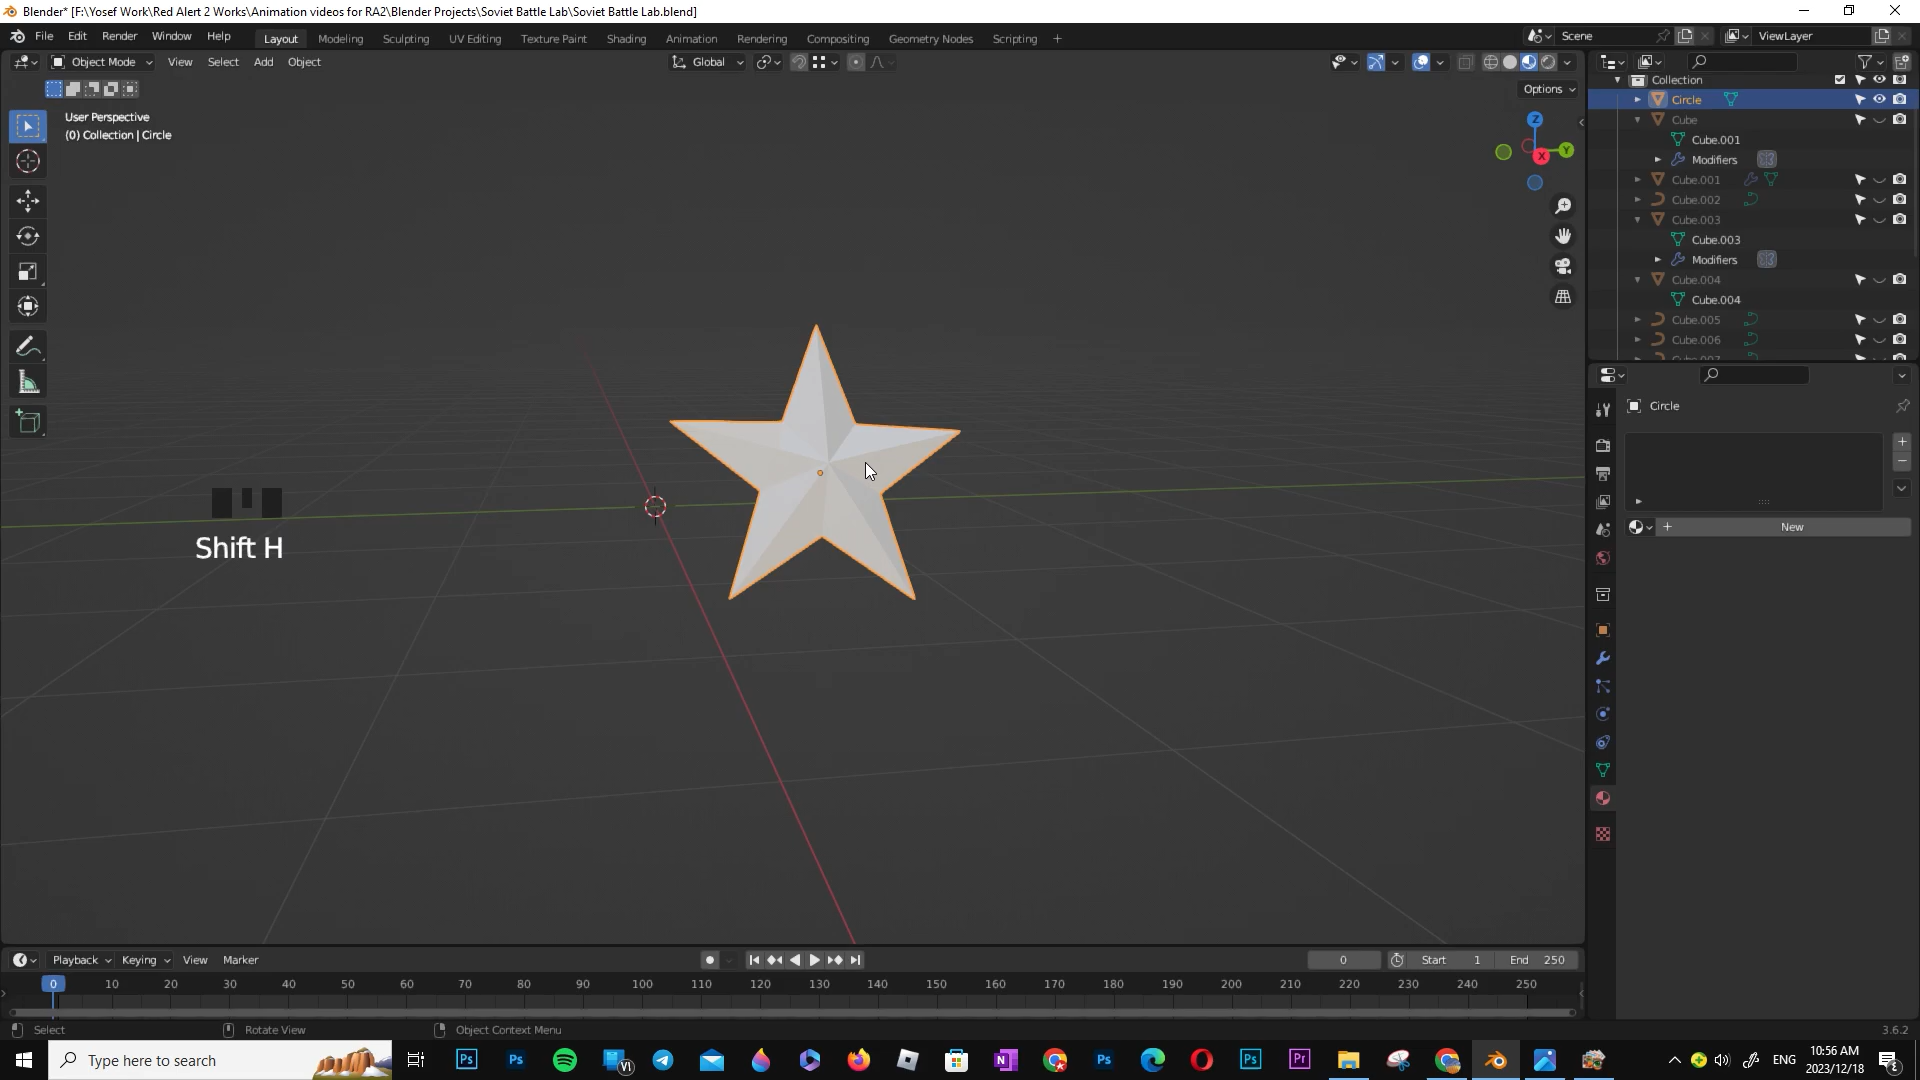 Blender* [F:\Yosef Work\Red Alert 2 Works\Animation videos for RA2\Blender Projects\Soviet Battle Lab\Soviet Battle Lab.blend]
File Edit Render Window Help Layout Modeling Sculpting UV Editing Texture Paint Shading Animation Rendering Compositing Geometry Nodes Scripting + Scene ViewLayer
Object Mode View Select Add Object Global
Options
User Perspective
(0) Collection | Circle
Z
Y
X
Collection
Circle
Cube
Cube.001
Modifiers
Cube.001
Cube.002
Cube.003
Cube.003
Modifiers
Cube.004
Cube.004
Cube.005
Cube.006
Cube.007
Circle
New
Shift H
Playback Keying View Marker 0 Start 1 End 250
0 10 20 30 40 50 60 70 80 90 100 110 120 130 140 150 160 170 180 190 200 210 220 230 240 250
Select Rotate View Object Context Menu 3.6.2
Type here to search
ENG
10:56 AM
2023/12/18